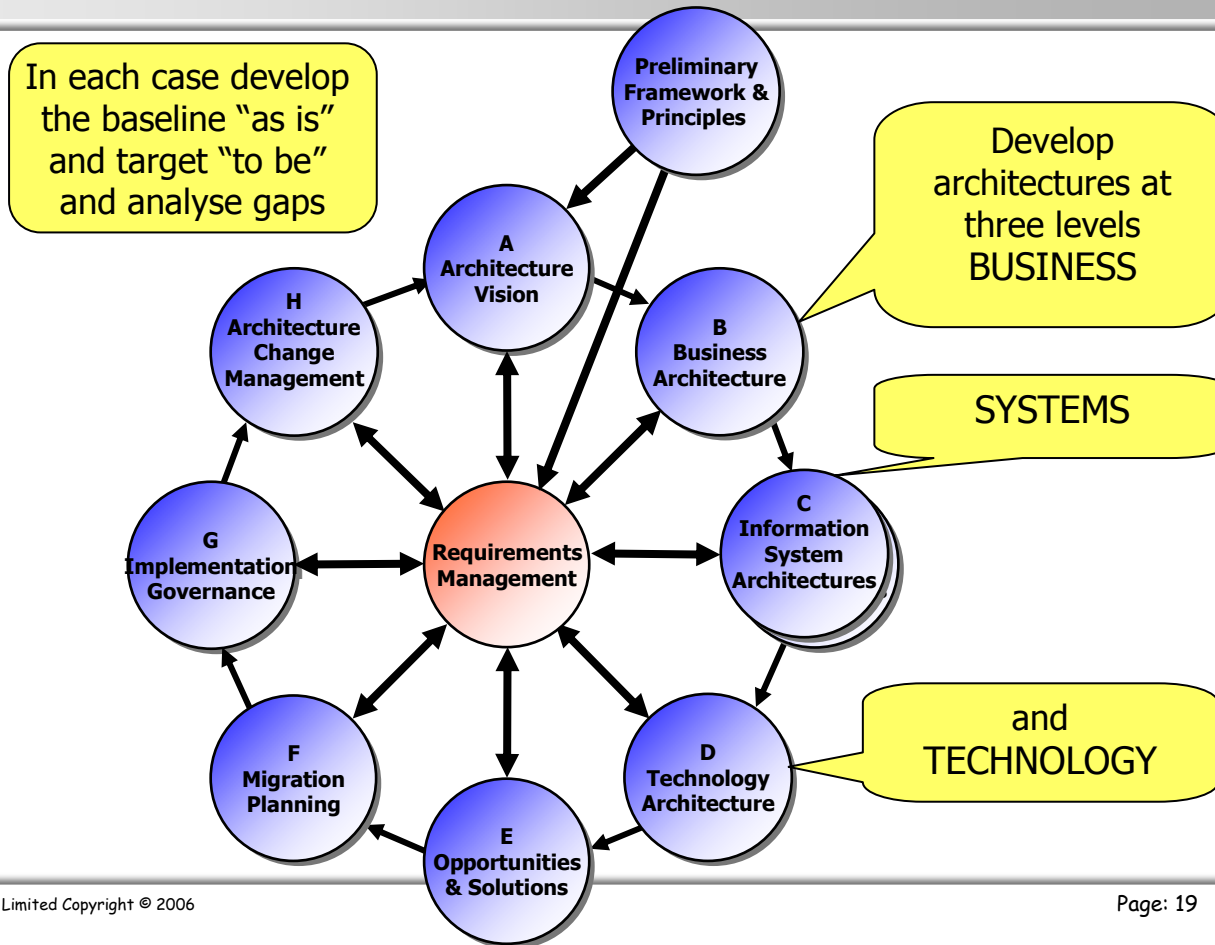 In each case develop
the baseline “as is”
and target “to be”
and analyse gaps
Preliminary
Framework &
Principles
Develop
architectures at
three levels
BUSINESS
A
Architecture
Vision
H
Architecture
Change
Management
B
Business
Architecture
SYSTEMS
G
Implementation
Governance
Requirements
Management
C
Information
System
Architectures
and
TECHNOLOGY
F
Migration
Planning
D
Technology
Architecture
E
Opportunities
& Solutions
Limited Copyright © 2006
Page: 19